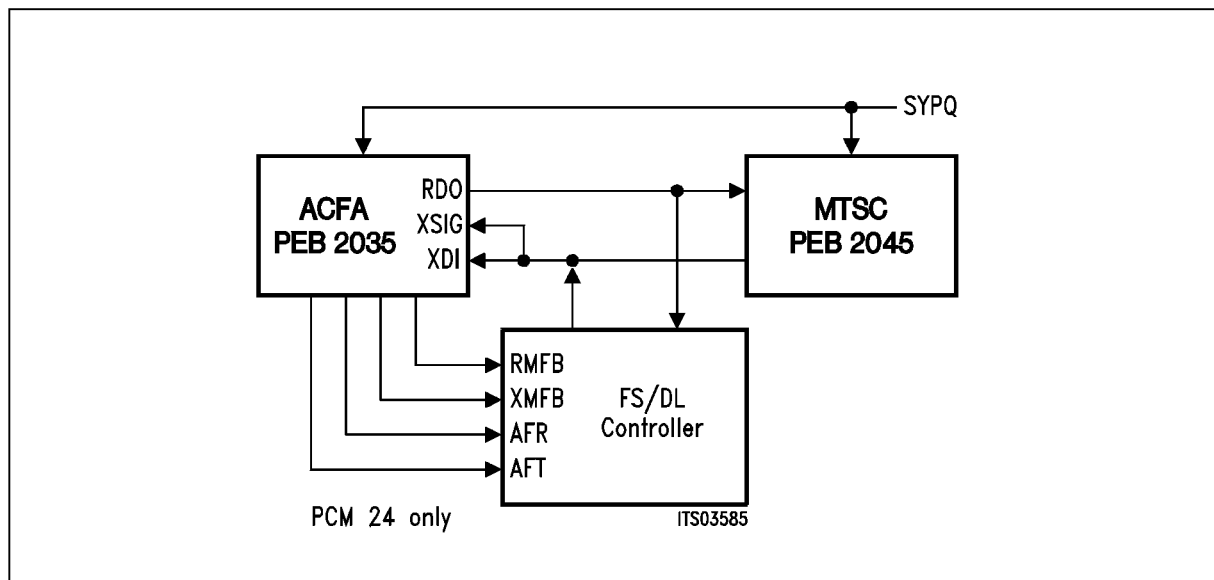 SYPQ
ACFA
PEB 2035
RDO
XSIG
XDI
MTSC
PEB 2045
RMFB
XMFB
AFR
AFT
FS/DL
Controller
PCM 24 only
ITS03585